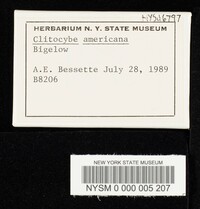 HERBARIUM N. Y. STATE MUSEUM
Clitocybe americana
Bigelow
A.E. Bessette July 28, 1989
B8206
NEW YORK STATE MUSEUM
NYSM 0 000 005 207